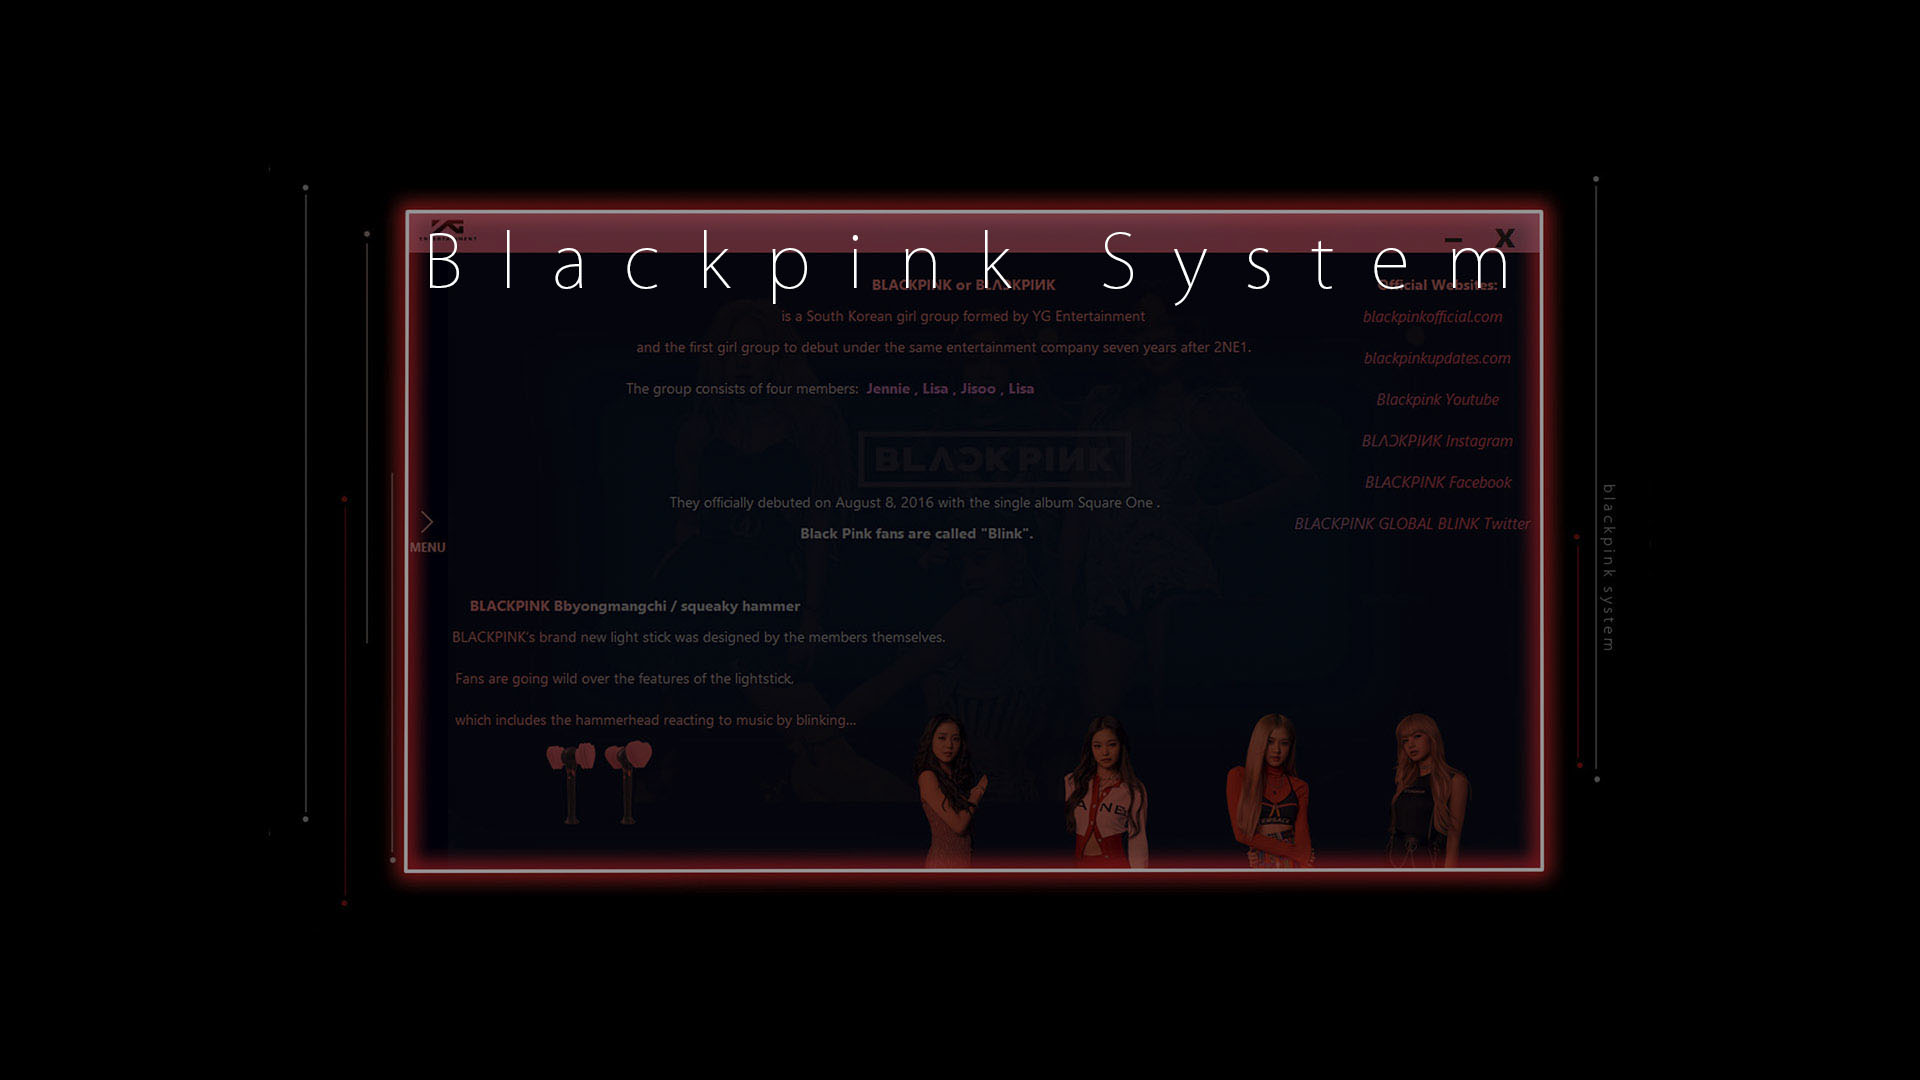 YG
ENTERTAINMENT
X
Blackpink System
BLACKPINK or BLΛƆKPIИK
is a South Korean girl group formed by YG Entertainment
and the first girl group to debut under the same entertainment company seven years after 2NE1.
The group consists of four members: Jennie , Lisa , Jisoo , Lisa
BLΛƆKPIИK
They officially debuted on August 8, 2016 with the single album Square One .
Black Pink fans are called "Blink".
Official Websites:
blackpinkofficial.com
blackpinkupdates.com
Blackpink Youtube
BLΛƆKPIИK Instagram
BLACKPINK Facebook
BLACKPINK GLOBAL BLINK Twitter
MENU
BLACKPINK Bbyongmangchi / squeaky hammer
BLACKPINK's brand new light stick was designed by the members themselves.
Fans are going wild over the features of the lightstick,
which includes the hammerhead reacting to music by blinking...
blackpink system